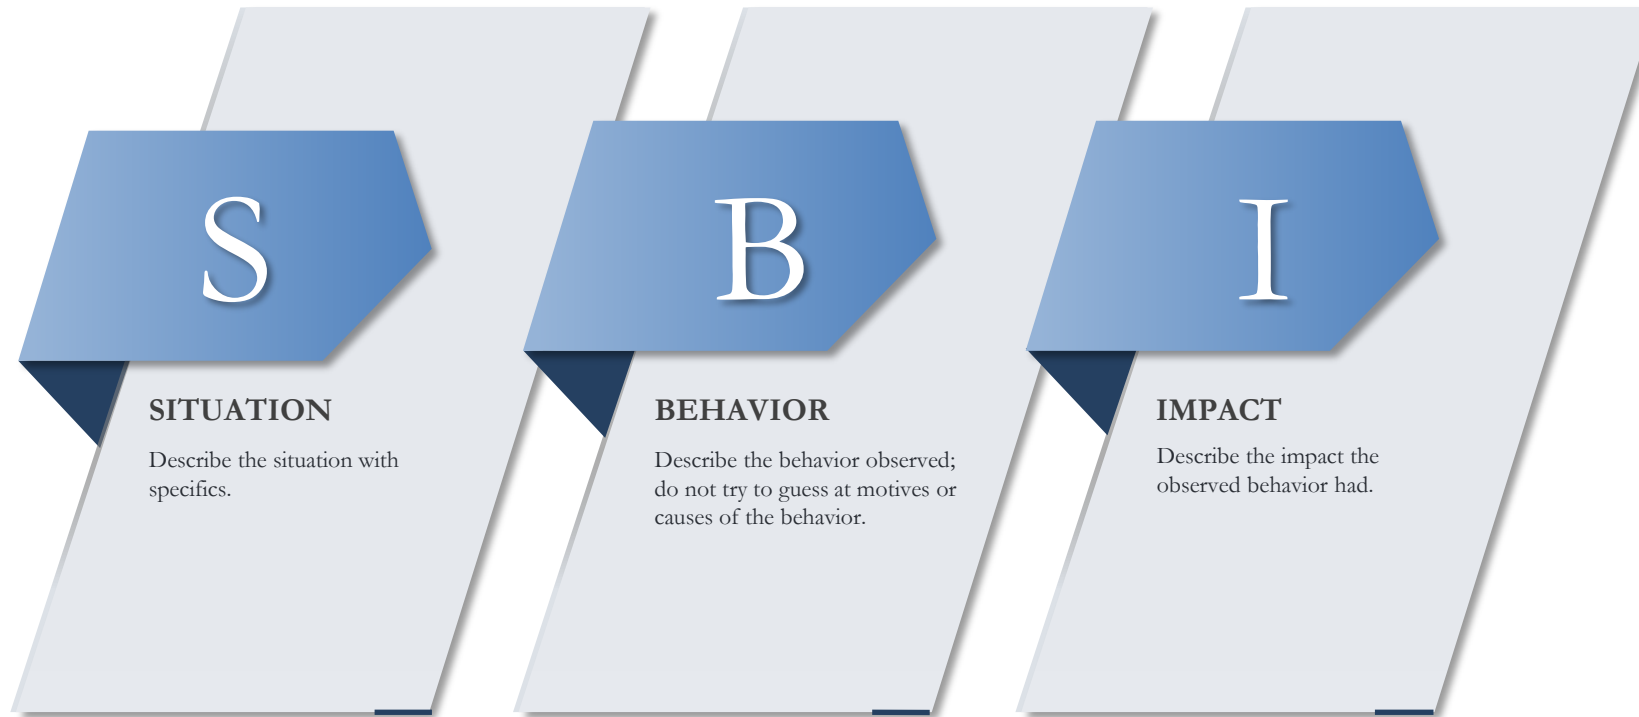 S
SITUATION
Describe the situation with
specifics.
B
BEHAVIOR
Describe the behavior observed;
do not try to guess at motives or
causes of the behavior.
I
IMPACT
Describe the impact the
observed behavior had.